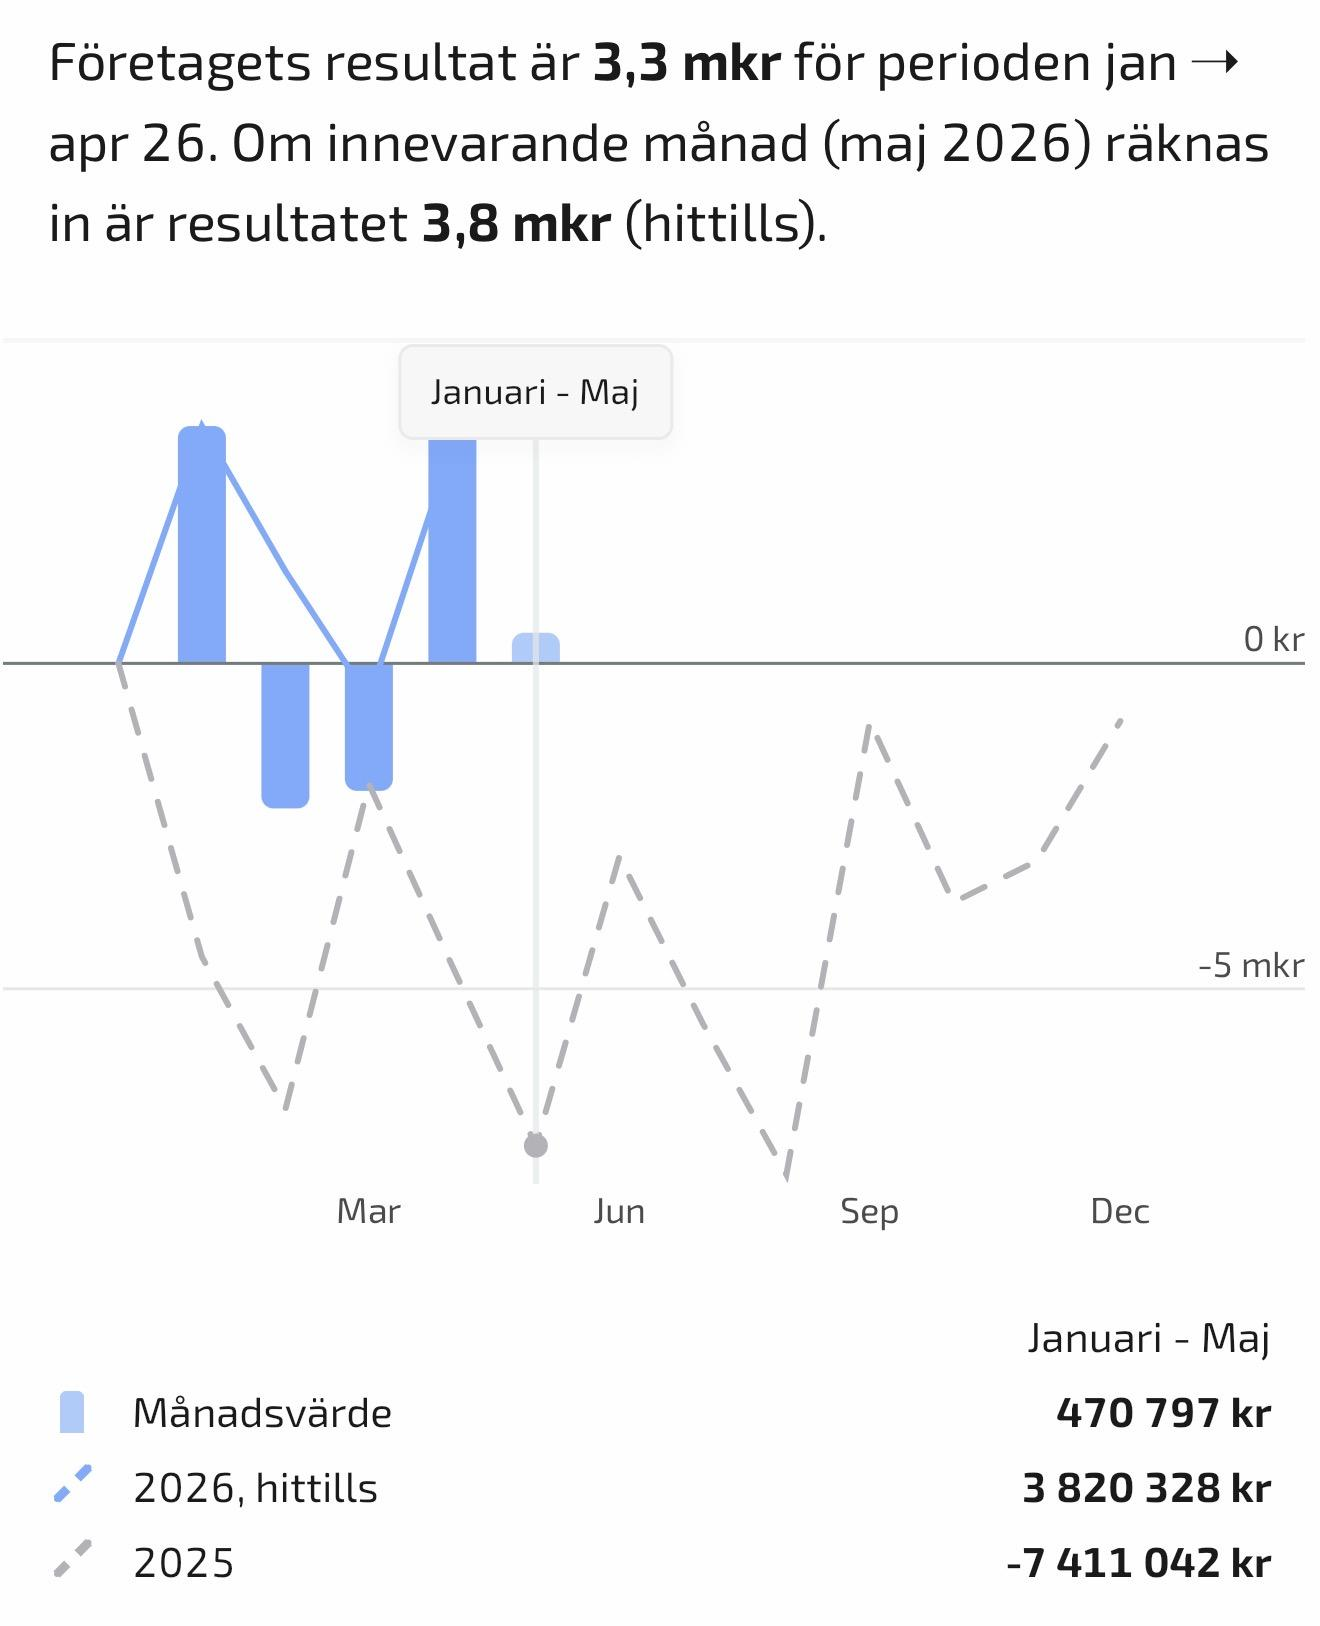 Företagets resultat är 3,3 mkr för perioden jan →
apr 26. Om innevarande månad (maj 2026) räknas
in är resultatet 3,8 mkr (hittills).
Januari - Maj
0 kr
-5 mkr
Mar Jun Sep Dec
Januari - Maj
Månadsvärde 470 797 kr
2026, hittills 3 820 328 kr
2025 -7 411 042 kr